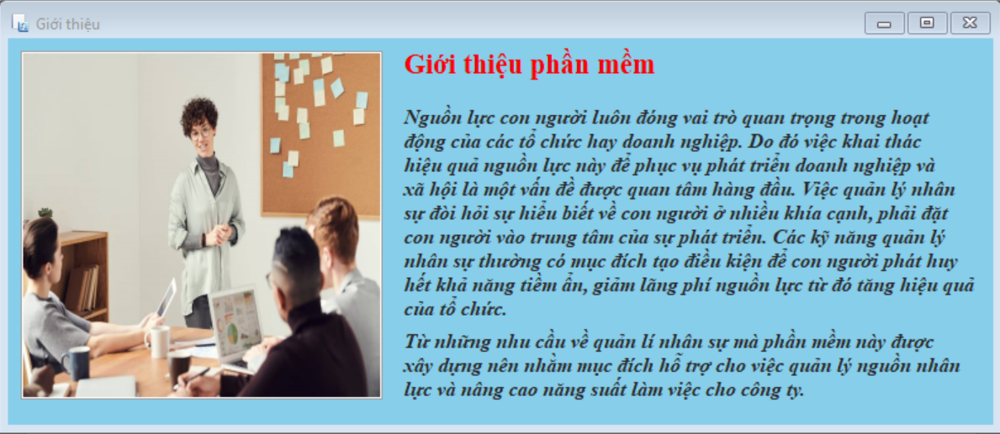 Giới thiệu
Giới thiệu phần mềm
Nguồn lực con người luôn đóng vai trò quan trọng trong hoạt
động của các tổ chức hay doanh nghiệp. Do đó việc khai thác
hiệu quả nguồn lực này để phục vụ phát triển doanh nghiệp và
xã hội là một vấn đề được quan tâm hàng đầu. Việc quản lý nhân
sự đòi hỏi sự hiểu biết về con người ở nhiều khía cạnh, phải đặt
con người vào trung tâm của sự phát triển. Các kỹ năng quản lý
nhân sự thường có mục đích tạo điều kiện để con người phát huy
hết khả năng tiềm ẩn, giảm lãng phí nguồn lực từ đó tăng hiệu quả
của tổ chức.
Từ những nhu cầu về quản lí nhân sự mà phần mềm này được
xây dựng nên nhằm mục đích hỗ trợ cho việc quản lý nguồn nhân
lực và nâng cao năng suất làm việc cho công ty.